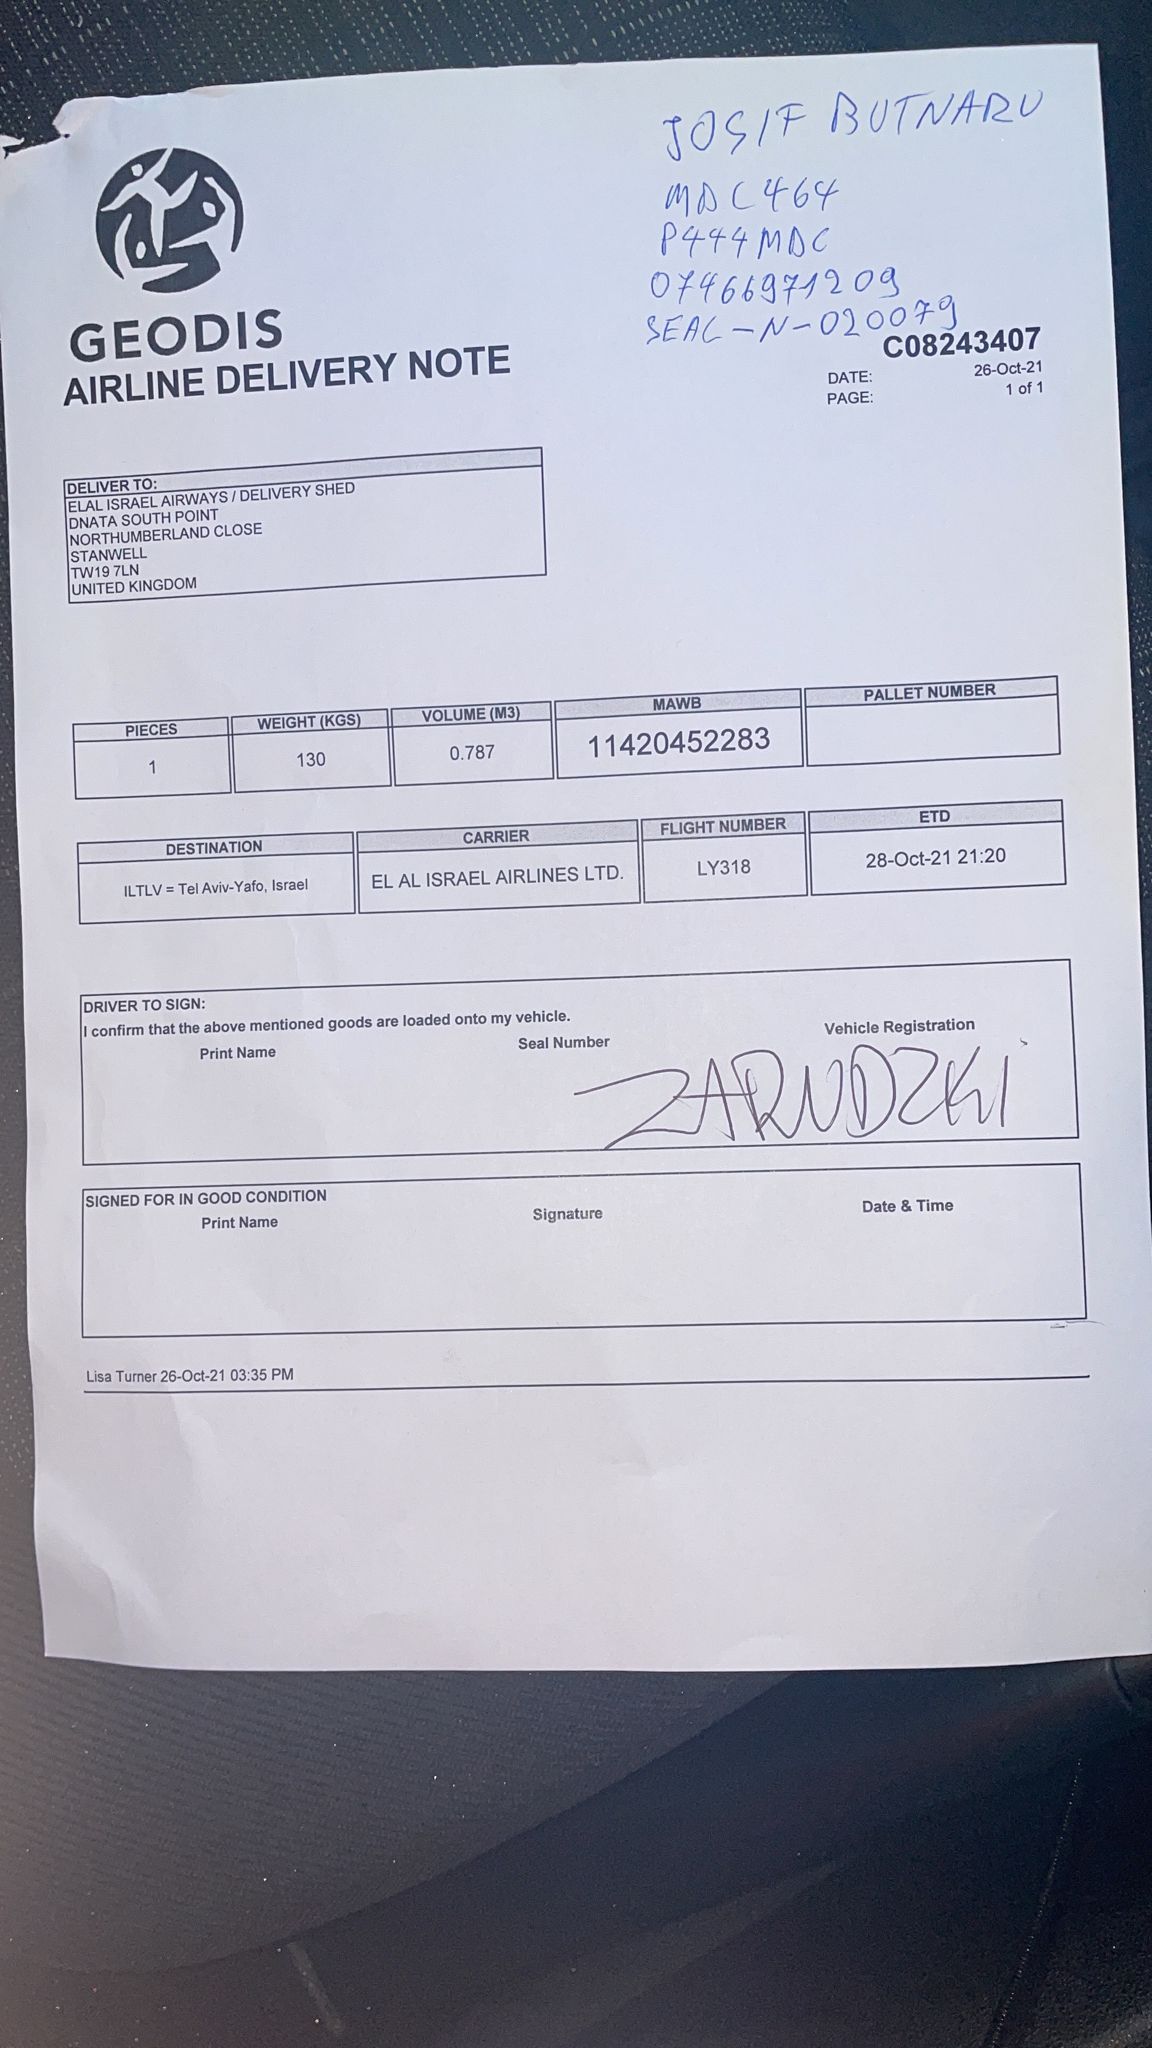 JOSIF BUTNARU
MDC464
P444MDC
07466971209
SEAL-N-020079
GEODIS
AIRLINE DELIVERY NOTE
C08243407
DATE: 26-Oct-21
PAGE: 1 of 1
DELIVER TO:
ELAL ISRAEL AIRWAYS / DELIVERY SHED
DNATA SOUTH POINT
NORTHUMBERLAND CLOSE
STANWELL
TW19 7LN
UNITED KINGDOM
PIECES WEIGHT (KGS) VOLUME (M3) MAWB PALLET NUMBER
1 130 0.787 11420452283
DESTINATION CARRIER FLIGHT NUMBER ETD
ILTLV = Tel Aviv-Yafo, Israel EL AL ISRAEL AIRLINES LTD. LY318 28-Oct-21 21:20
DRIVER TO SIGN:
I confirm that the above mentioned goods are loaded onto my vehicle.
Print Name Seal Number Vehicle Registration
ZARUDZKI
SIGNED FOR IN GOOD CONDITION
Print Name Signature Date & Time
Lisa Turner 26-Oct-21 03:35 PM